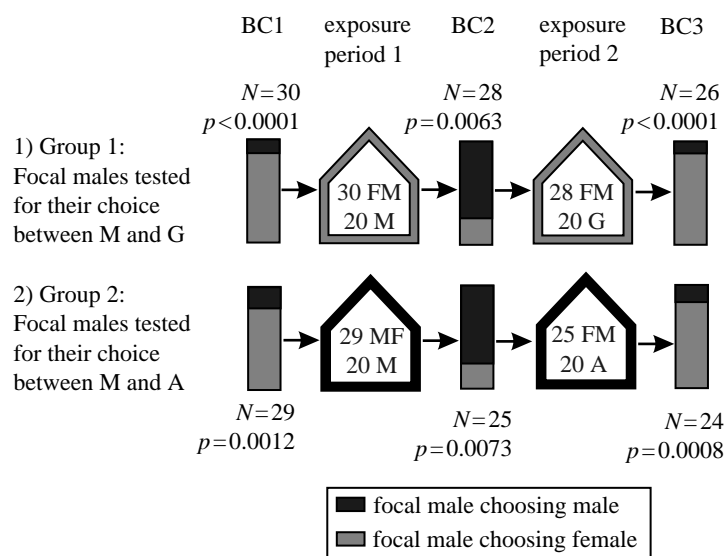 BC1
exposure
period 1
BC2
exposure
period 2
BC3
N=30
p<0.0001
N=28
p=0.0063
N=26
p<0.0001
1) Group 1:
Focal males tested
for their choice
between M and G
30 FM
20 M
28 FM
20 G
2) Group 2:
Focal males tested
for their choice
between M and A
29 MF
20 M
25 FM
20 A
N=29
p=0.0012
N=25
p=0.0073
N=24
p=0.0008
focal male choosing male
focal male choosing female